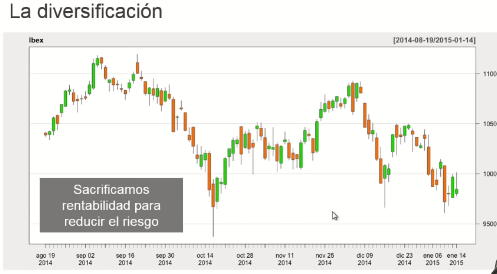 La diversificación
Ibex
[2014-08-19/2015-01-14]
1100
1050
1000
9500
Sacrificamos
rentabilidad para
reducir el riesgo
ago 19 sep 02 sep 16 sep 30 oct 14 oct 28 nov 11 nov 25 dic 09 dic 23 ene 06 ene 14
2014 2014 2014 2014 2014 2014 2014 2014 2014 2014 2015 2015